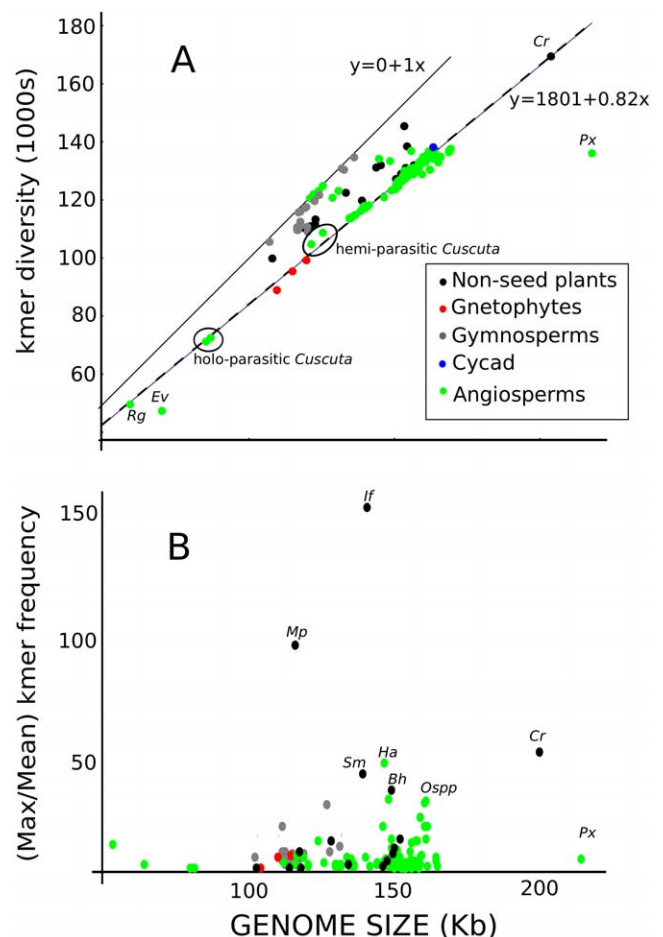 180
160
140
120
100
80
60
kmer diversity (1000s)
A
y=0+1x
Cr
y=1801+0.82x
Px
hemi-parasitic Cuscuta
holo-parasitic Cuscuta
Ev
Rg
Non-seed plants
Gnetophytes
Gymnosperms
Cycad
Angiosperms
150
100
50
(Max/Mean) kmer frequency
B
If
Mp
Sm
Ha
Bh
Ospp
Cr
Px
100 150 200
GENOME SIZE (Kb)